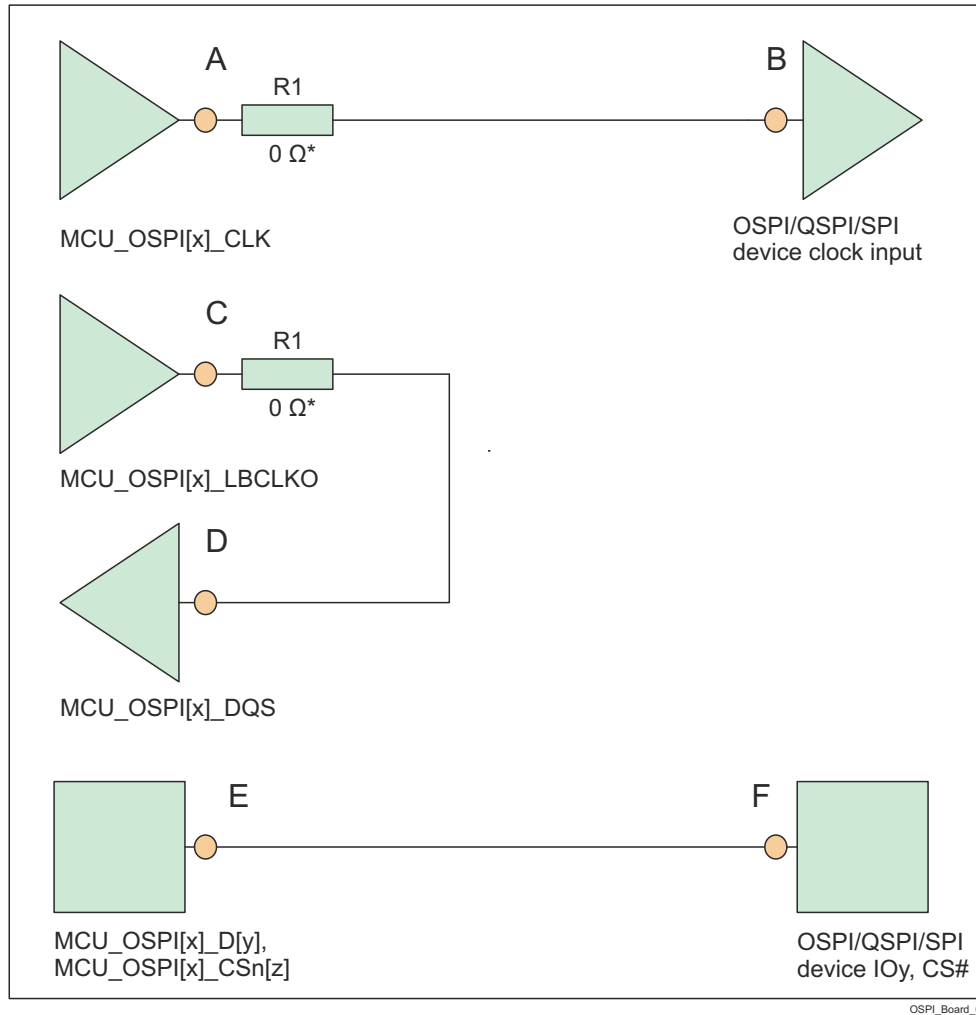 A
B
R1
0 Ω*
MCU_OSPI[x]_CLK
OSPI/QSPI/SPI
device clock input
C
R1
0 Ω*
MCU_OSPI[x]_LBCLKO
D
MCU_OSPI[x]_DQS
E
F
MCU_OSPI[x]_D[y],
MCU_OSPI[x]_CSn[z]
OSPI/QSPI/SPI
device IOy, CS#
OSPI_Board_